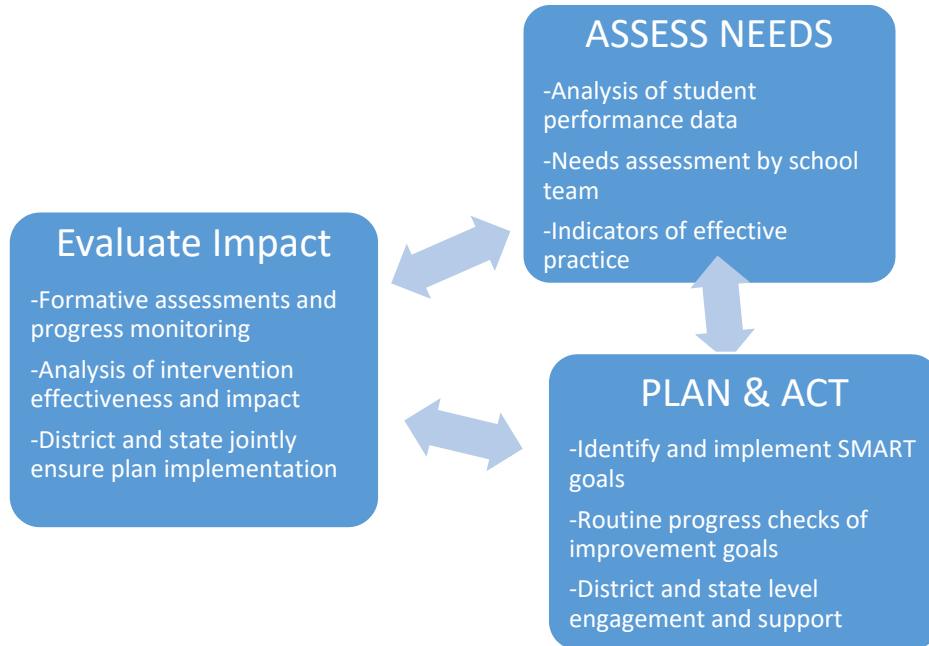 ASSESS NEEDS
-Analysis of student
performance data
-Needs assessment by school
team
-Indicators of effective
practice
Evaluate Impact
-Formative assessments and
progress monitoring
-Analysis of intervention
effectiveness and impact
-District and state jointly
ensure plan implementation
PLAN & ACT
-Identify and implement SMART
goals
-Routine progress checks of
improvement goals
-District and state level
engagement and support